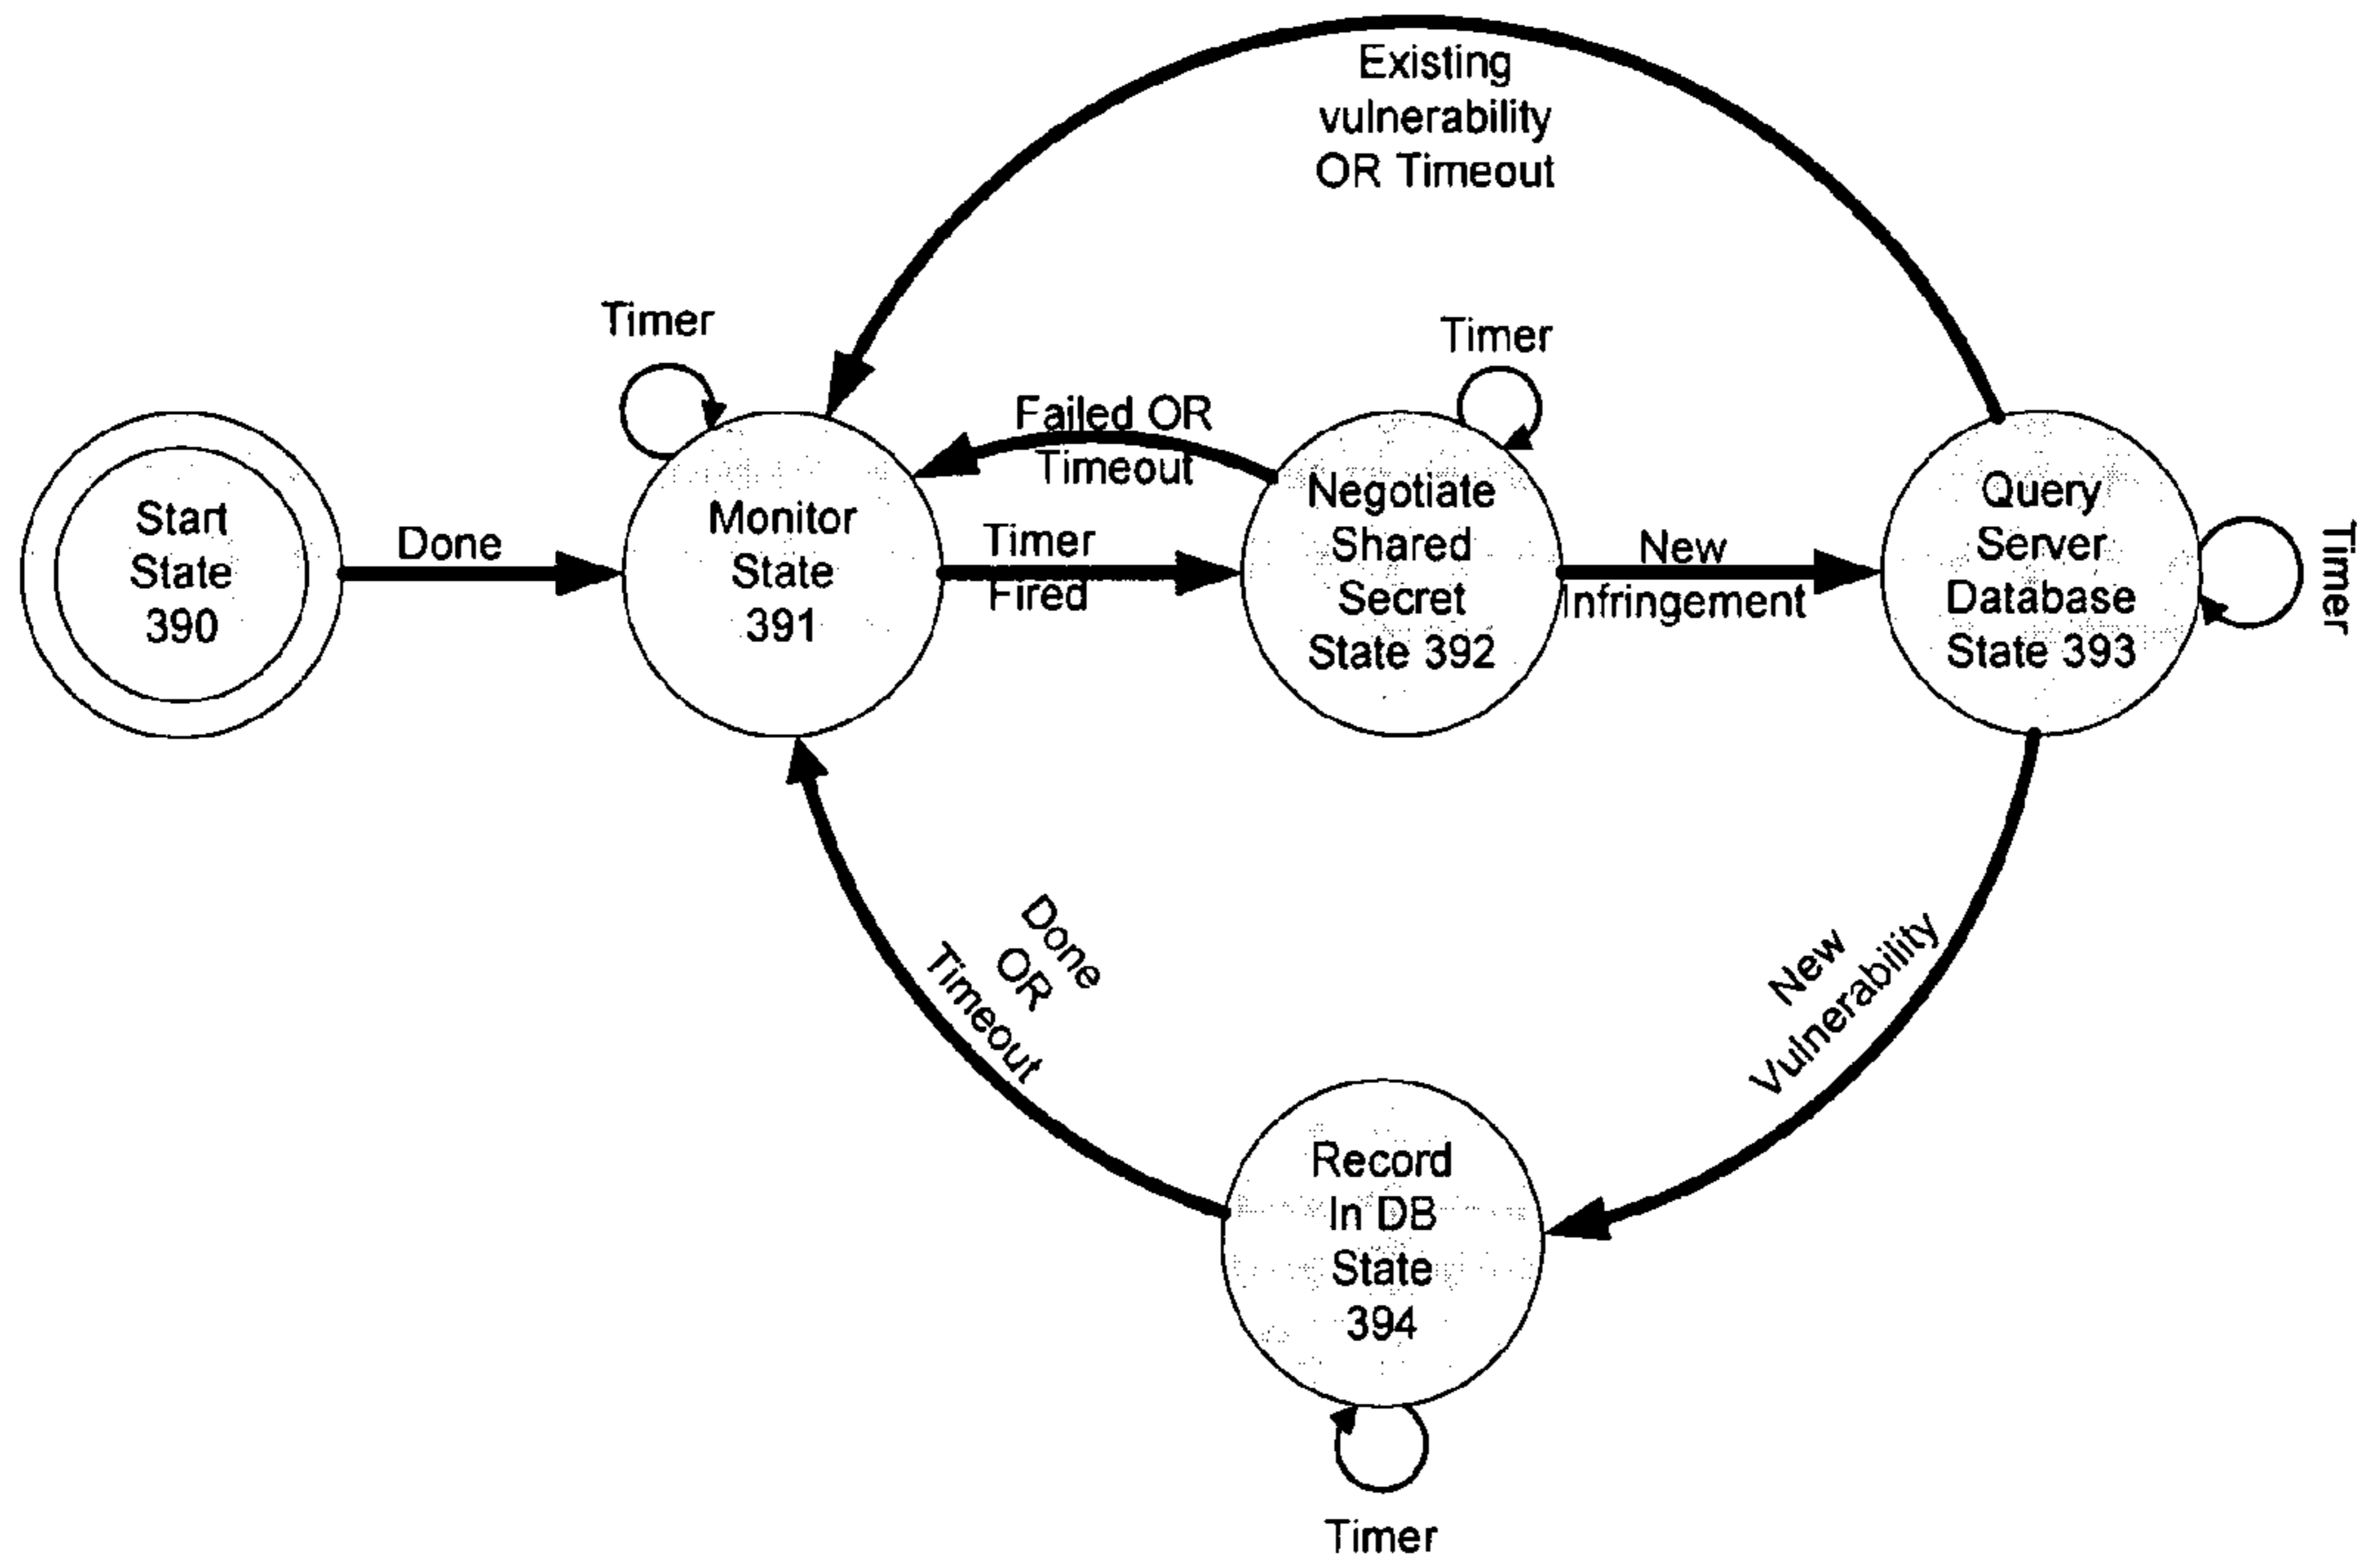 Existing
vulnerability
OR Timeout
Timer
Timer
Failed OR
Timeout
Start
State
390
Done
Monitor
State
391
Timer
Fired
Negotiate
Shared
Secret
State 392
New
Infringement
Query
Server
Database
State 393
Timer
Done
OR
Timeout
New
Vulnerability
Record
In DB
State
394
Timer